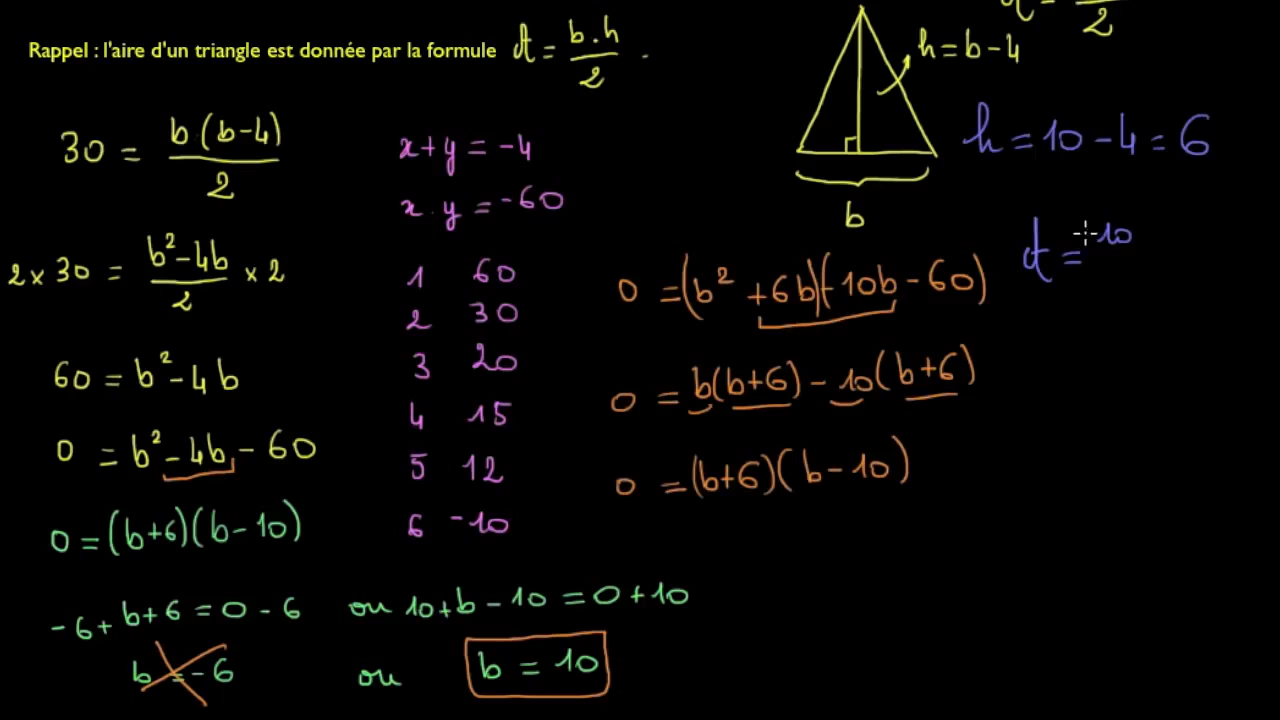 Rappel : l'aire d'un triangle est donnée par la formule A = b . h / 2 .
30 = b (b - 4) / 2
2 x 30 = b² - 4b / 2 x 2
60 = b² - 4b
0 = b² - 4b - 60
0 = (b+6)(b - 10)
-6 + b + 6 = 0 - 6 ou 10 + b - 10 = 0 + 10
b = -6 ou b = 10
x + y = -4
x . y = -60
1 60
2 30
3 20
4 15
5 12
6 -10
h = b - 4
b
h = 10 - 4 = 6
A = 10
0 = (b² + 6b)(- 10b - 60)
0 = b(b+6) - 10(b+6)
0 = (b+6)(b - 10)
2